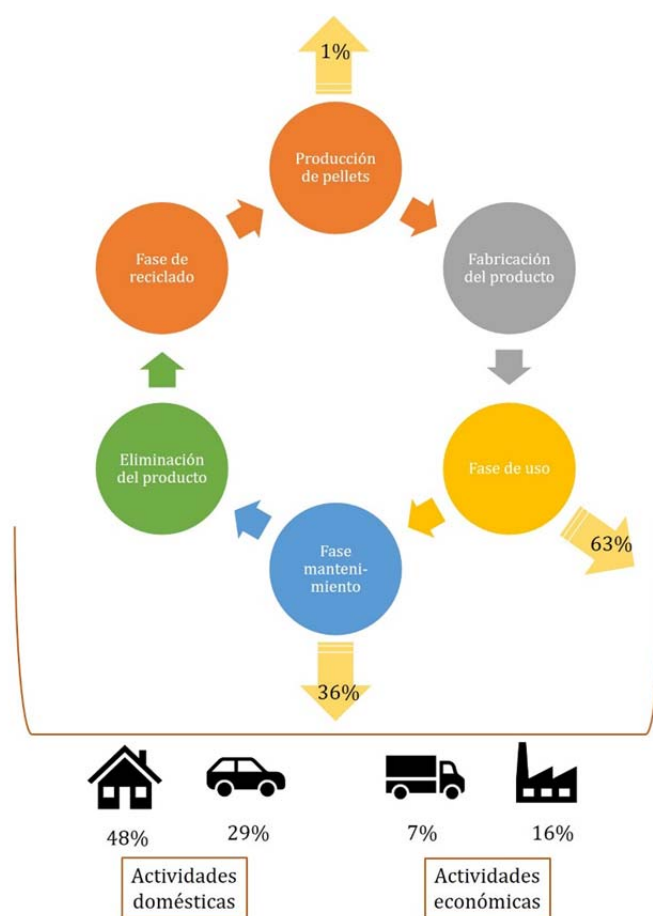 1%
Producción
de pellets
Fase de
reciclado
Fabricación
del producto
Eliminación
del producto
Fase de uso
63%
Fase
manteni-
miento
36%
48%
29%
7%
16%
Actividades
domésticas
Actividades
económicas